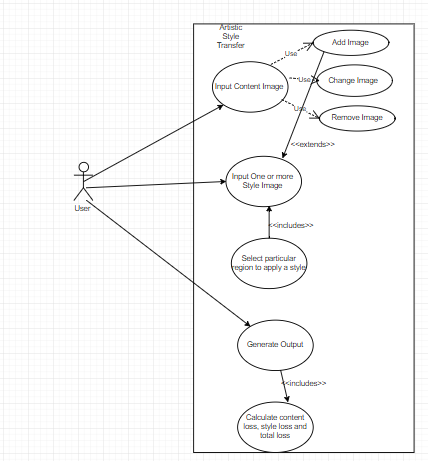 Artistic
Style
Transfer
Add Image
Use
Input Content Image
Use
Change Image
Use
Remove Image
<<extends>>
Input One or more
Style Image
User
<<includes>>
Select particular
region to apply a style
Generate Output
<<includes>>
Calculate content
loss, style loss and
total loss